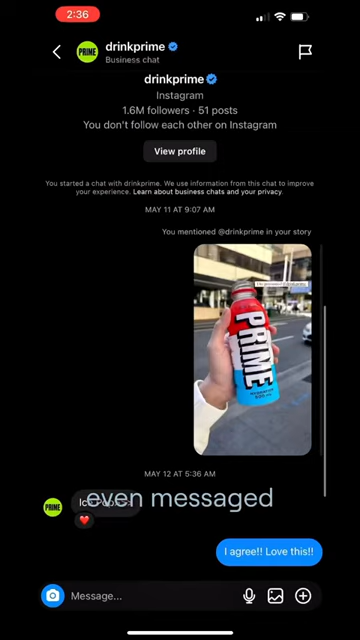 2:36
PRIME
drinkprime
Business chat
drinkprime
Instagram
1.6M followers · 51 posts
You don't follow each other on Instagram
View profile
You started a chat with drinkprime. We use information from this chat to improve
your experience. Learn about business chats and your privacy.
MAY 11 AT 9:07 AM
You mentioned @drinkprime in your story
PRIME
MAY 12 AT 5:36 AM
PRIME
even messaged
I agree!! Love this!!
Message...